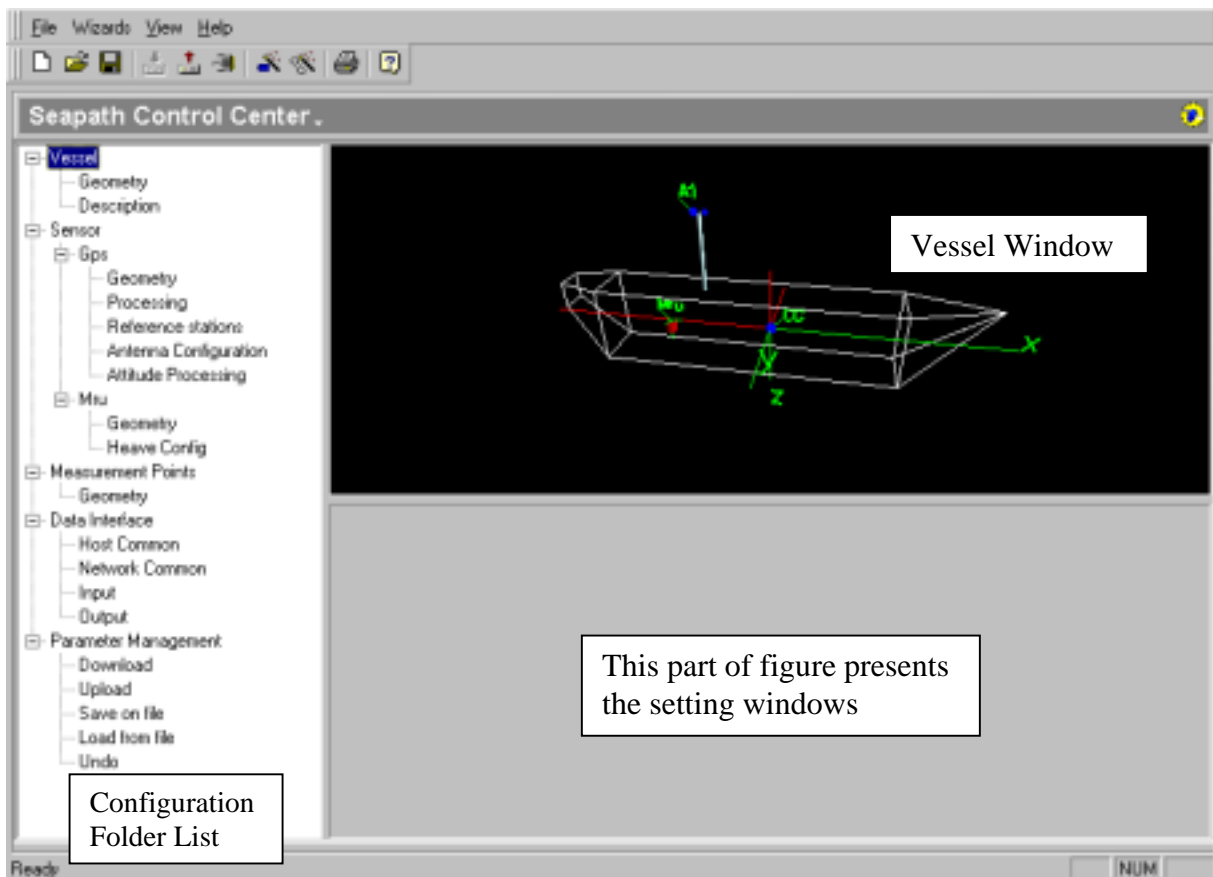 File Wizards View Help
Seapath Control Center.
Vessel
Geometry
Description
Sensor
Gps
Geometry
Processing
Reference stations
Antenna Configuration
Attitude Processing
Mru
Geometry
Heave Config
Measurement Points
Geometry
Data Interface
Host Common
Network Common
Input
Output
Parameter Management
Download
Upload
Save on file
Load from file
Undo
Configuration
Folder List
A1
Vessel Window
Mru
CG
X
Y
Z
This part of figure presents
the setting windows
Ready
NUM